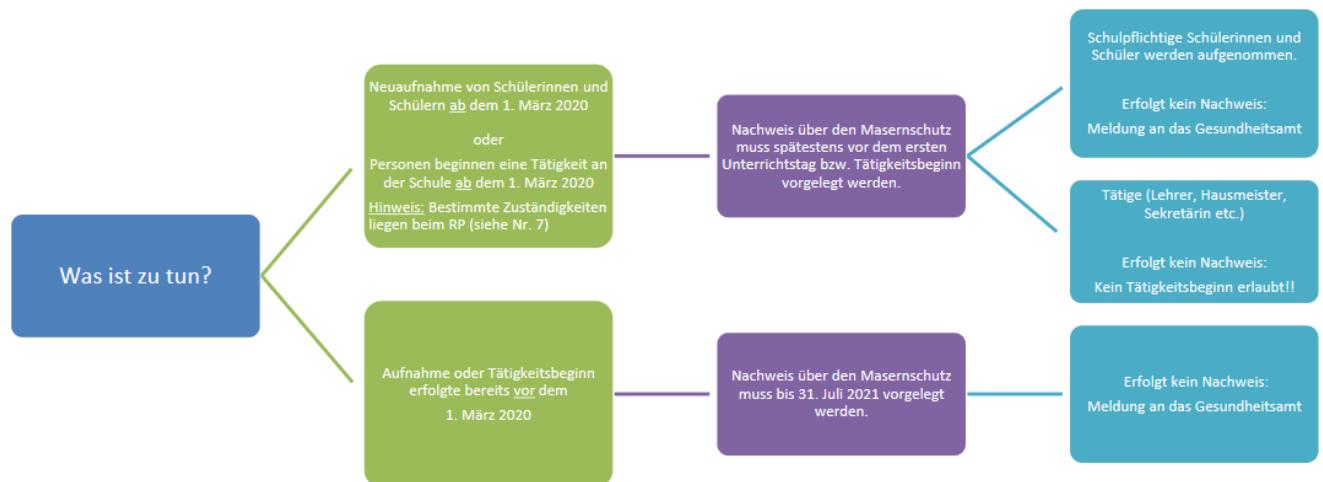 Was ist zu tun?
Neuaufnahme von Schülerinnen und
Schülern ab dem 1. März 2020
oder
Personen beginnen eine Tätigkeit an
der Schule ab dem 1. März 2020
Hinweis: Bestimmte Zuständigkeiten
liegen beim RP (siehe Nr. 7)
Nachweis über den Masernschutz
muss spätestens vor dem ersten
Unterrichtstag bzw. Tätigkeitsbeginn
vorgelegt werden.
Schulpflichtige Schülerinnen und
Schüler werden aufgenommen.
Erfolgt kein Nachweis:
Meldung an das Gesundheitsamt
Tätige (Lehrer, Hausmeister,
Sekretärin etc.)
Erfolgt kein Nachweis:
Kein Tätigkeitsbeginn erlaubt!!
Aufnahme oder Tätigkeitsbeginn
erfolgte bereits vor dem
1. März 2020
Nachweis über den Masernschutz
muss bis 31. Juli 2021 vorgelegt
werden.
Erfolgt kein Nachweis:
Meldung an das Gesundheitsamt